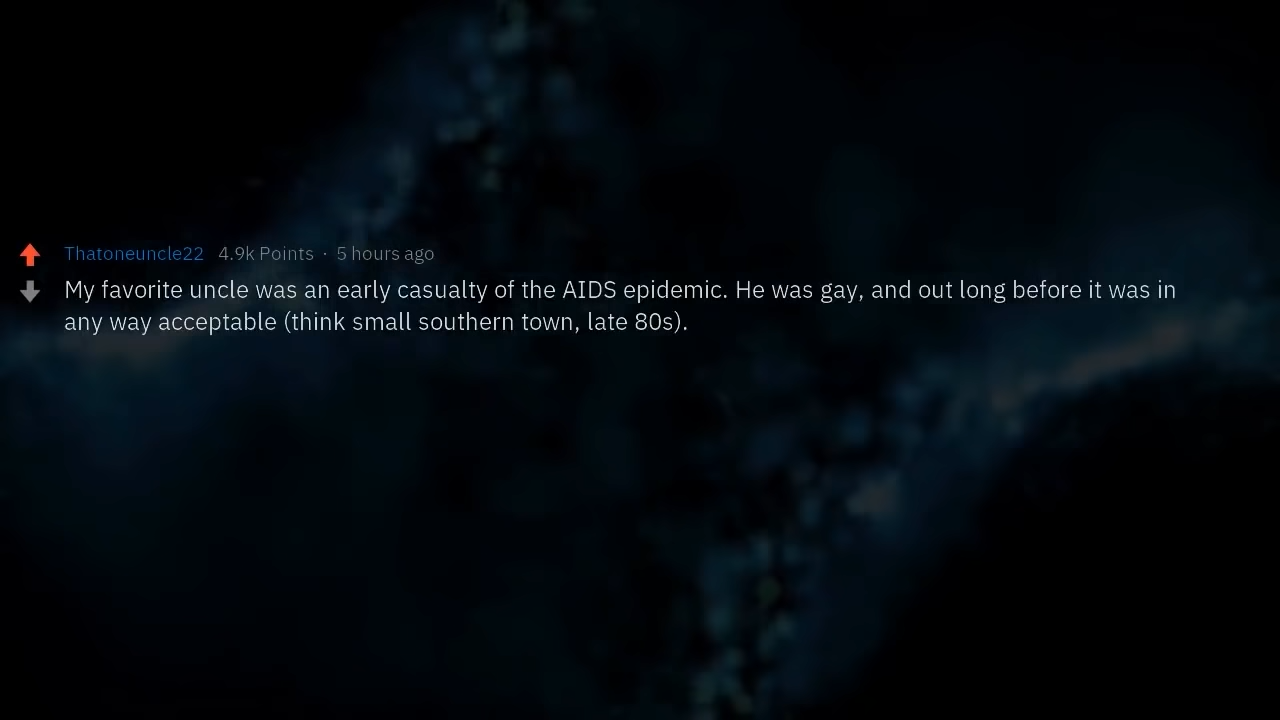 Thatoneuncle22 4.9k Points · 5 hours ago
My favorite uncle was an early casualty of the AIDS epidemic. He was gay, and out long before it was in
any way acceptable (think small southern town, late 80s).